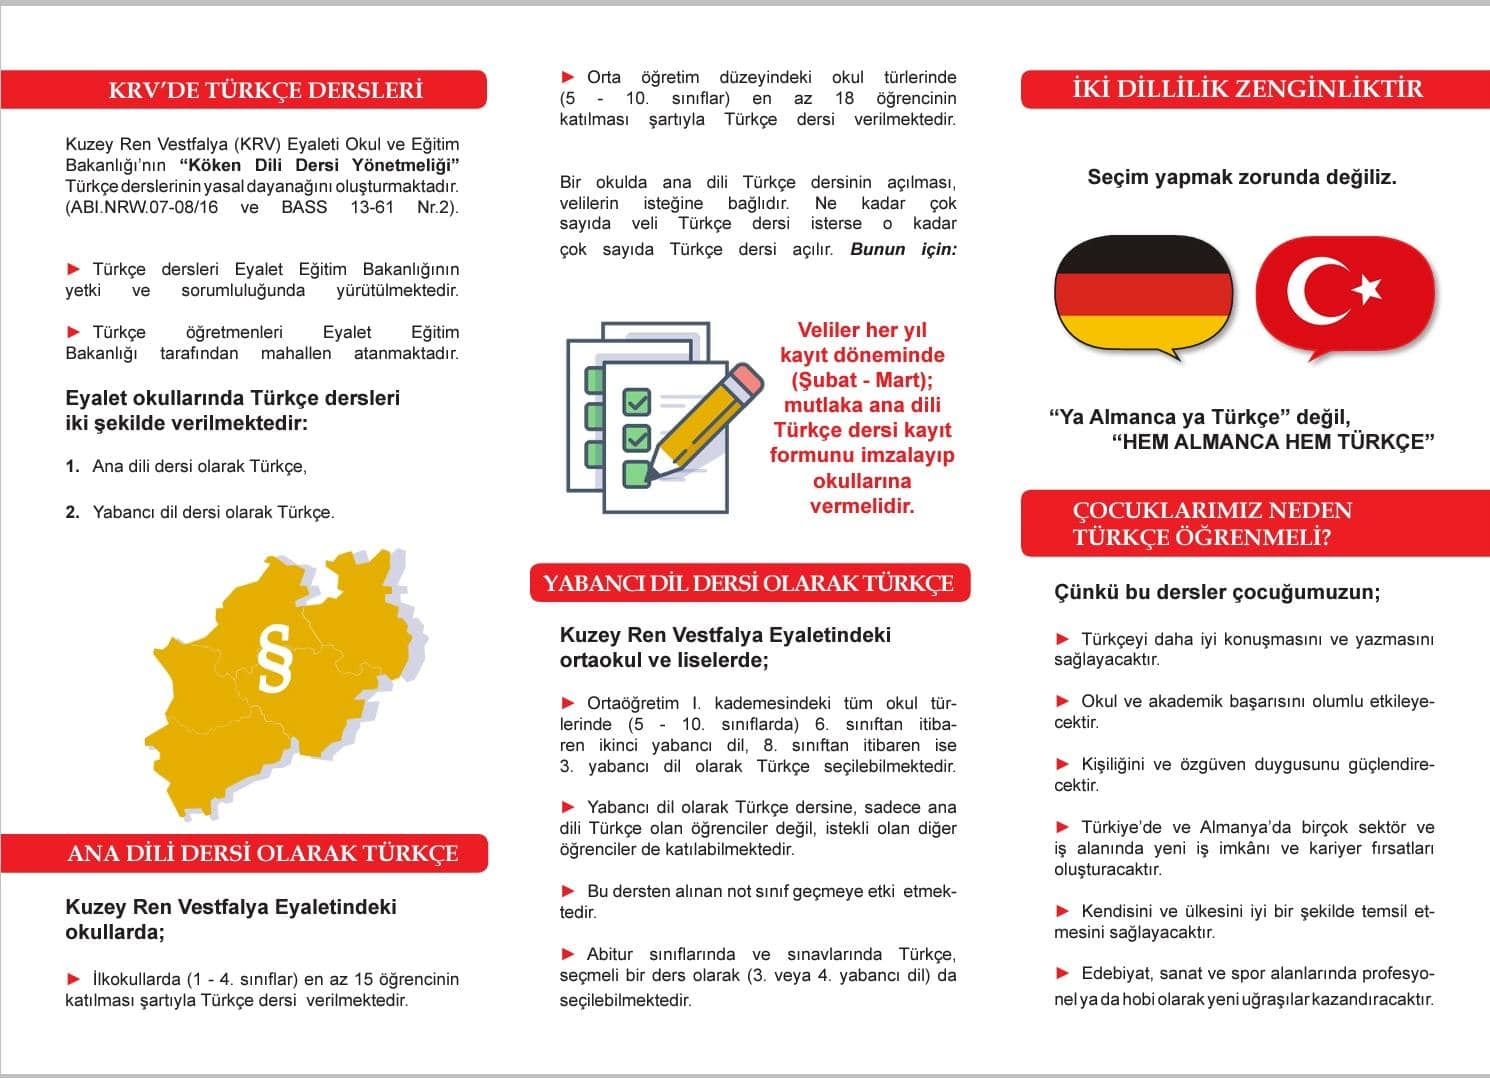 KRV’DE TÜRKÇE DERSLERİ
Kuzey Ren Vestfalya (KRV) Eyaleti Okul ve Eğitim
Bakanlığı’nın “Köken Dili Dersi Yönetmeliği”
Türkçe derslerinin yasal dayanağını oluşturmaktadır.
(ABl.NRW.07-08/16 ve BASS 13-61 Nr.2).
► Türkçe dersleri Eyalet Eğitim Bakanlığının
yetki ve sorumluluğunda yürütülmektedir.
► Türkçe öğretmenleri Eyalet Eğitim
Bakanlığı tarafından mahallen atanmaktadır.
Eyalet okullarında Türkçe dersleri
iki şekilde verilmektedir:
1. Ana dili dersi olarak Türkçe,
2. Yabancı dil dersi olarak Türkçe.
§
ANA DİLİ DERSİ OLARAK TÜRKÇE
Kuzey Ren Vestfalya Eyaletindeki
okullarda;
► İlkokullarda (1 - 4. sınıflar) en az 15 öğrencinin
katılması şartıyla Türkçe dersi verilmektedir.
► Orta öğretim düzeyindeki okul türlerinde
(5 - 10. sınıflar) en az 18 öğrencinin
katılması şartıyla Türkçe dersi verilmektedir.
Bir okulda ana dili Türkçe dersinin açılması,
velilerin isteğine bağlıdır. Ne kadar çok
sayıda veli Türkçe dersi isterse o kadar
çok sayıda Türkçe dersi açılır. Bunun için:
Veliler her yıl
kayıt döneminde
(Şubat - Mart);
mutlaka ana dili
Türkçe dersi kayıt
formunu imzalayıp
okullarına
vermelidir.
YABANCI DİL DERSİ OLARAK TÜRKÇE
Kuzey Ren Vestfalya Eyaletindeki
ortaokul ve liselerde;
► Ortaöğretim I. kademesindeki tüm okul tür-
lerinde (5 - 10. sınıflarda) 6. sınıftan itiba-
ren ikinci yabancı dil, 8. sınıftan itibaren ise
3. yabancı dil olarak Türkçe seçilebilmektedir.
► Yabancı dil olarak Türkçe dersine, sadece ana
dili Türkçe olan öğrenciler değil, istekli olan diğer
öğrenciler de katılabilmektedir.
► Bu dersten alınan not sınıf geçmeye etki etmek-
tedir.
► Abitur sınıflarında ve sınavlarında Türkçe,
seçmeli bir ders olarak (3. veya 4. yabancı dil) da
seçilebilmektedir.
İKİ DİLLİLİK ZENGİNLİKTİR
Seçim yapmak zorunda değiliz.
“Ya Almanca ya Türkçe” değil,
“HEM ALMANCA HEM TÜRKÇE”
ÇOCUKLARIMIZ NEDEN
TÜRKÇE ÖĞRENMELİ?
Çünkü bu dersler çocuğumuzun;
► Türkçeyi daha iyi konuşmasını ve yazmasını
sağlayacaktır.
► Okul ve akademik başarısını olumlu etkileye-
cektir.
► Kişiliğini ve özgüven duygusunu güçlendire-
cektir.
► Türkiye’de ve Almanya’da birçok sektör ve
iş alanında yeni iş imkânı ve kariyer fırsatları
oluşturacaktır.
► Kendisini ve ülkesini iyi bir şekilde temsil et-
mesini sağlayacaktır.
► Edebiyat, sanat ve spor alanlarında profesyo-
nel ya da hobi olarak yeni uğraşılar kazandıracaktır.